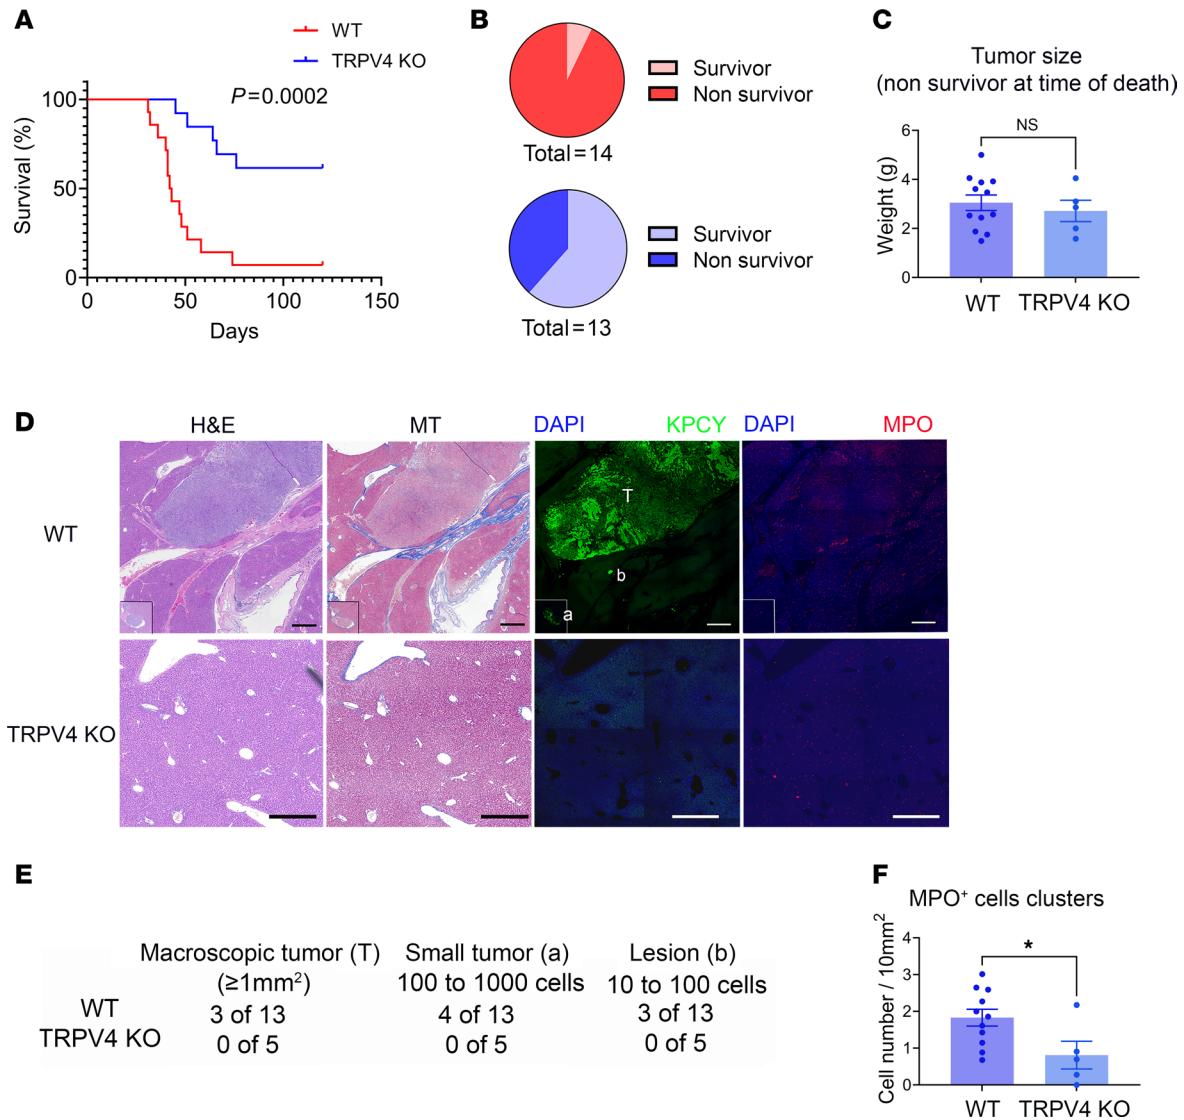 A
WT
TRPV4 KO
P=0.0002
Survival (%)
100
50
0
0 50 100 150
Days
B
Survivor
Non survivor
Total=14
Survivor
Non survivor
Total=13
C
Tumor size
(non survivor at time of death)
NS
Weight (g)
6
4
2
0
WT TRPV4 KO
D
H&E MT DAPI KPCY DAPI MPO
WT
T
b
a
TRPV4 KO
E
Macroscopic tumor (T) Small tumor (a) Lesion (b)
(≥1mm²) 100 to 1000 cells 10 to 100 cells
WT 3 of 13 4 of 13 3 of 13
TRPV4 KO 0 of 5 0 of 5 0 of 5
F
MPO⁺ cells clusters
*
Cell number / 10mm²
4
3
2
1
0
WT TRPV4 KO